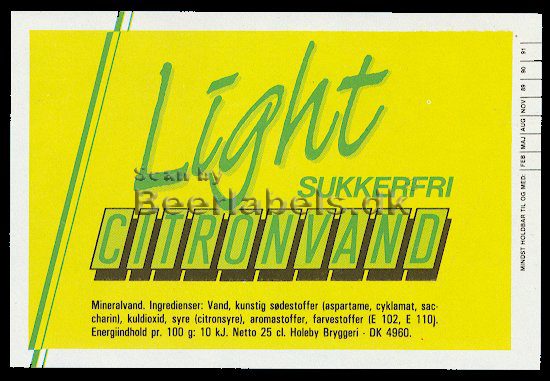 Light
SUKKERFRI
CITRONVAND
Scan by
Beerlabels.dk
Mineralvand. Ingredienser: Vand, kunstig sødestoffer (aspartame, cyklamat, sac-
charin), kuldioxid, syre (citronsyre), aromastoffer, farvestoffer (E 102, E 110).
Energiindhold pr. 100 g: 10 kJ. Netto 25 cl. Holeby Bryggeri - DK 4960.
MINDST HOLDBAR TIL OG MED: FEB MAJ AUG NOV 89 90 91